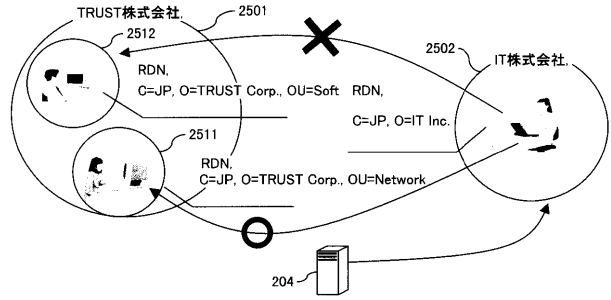 TRUST株式会社,
2501
2512
2502
IT株式会社,
RDN,
C=JP, O=TRUST Corp., OU=Soft
RDN,
C=JP, O=IT Inc.
2511
RDN,
C=JP, O=TRUST Corp., OU=Network
204